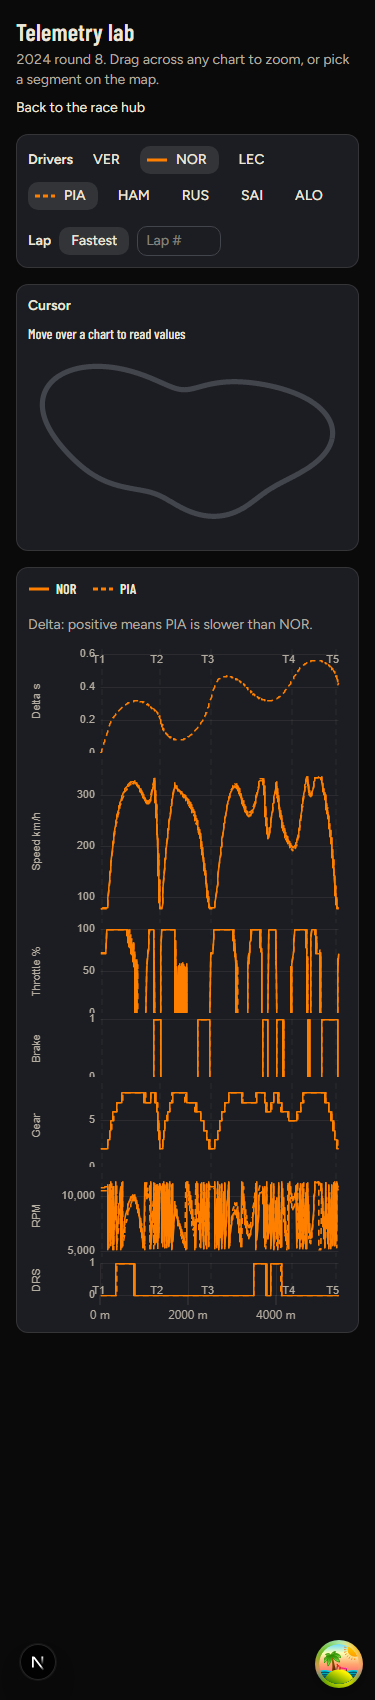 Telemetry lab
2024 round 8. Drag across any chart to zoom, or pick
a segment on the map.
Back to the race hub
Drivers VER NOR LEC
PIA HAM RUS SAI ALO
Lap Fastest Lap #
Cursor
Move over a chart to read values
NOR PIA
Delta: positive means PIA is slower than NOR.
0.6
T1 T2 T3 T4 T5
0.4
Delta s
0.2
0
300
Speed km/h
200
100
100
Throttle %
50
0
1
Brake
0
Gear
5
0
10,000
RPM
5,000
1
DRS
0
T1 T2 T3 T4 T5
0 m 2000 m 4000 m
N